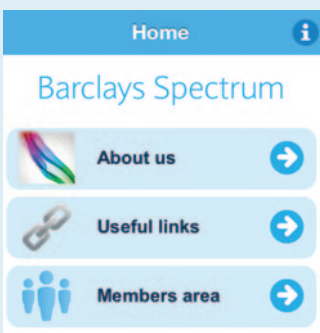 Home
Barclays Spectrum
About us
Useful links
Members area